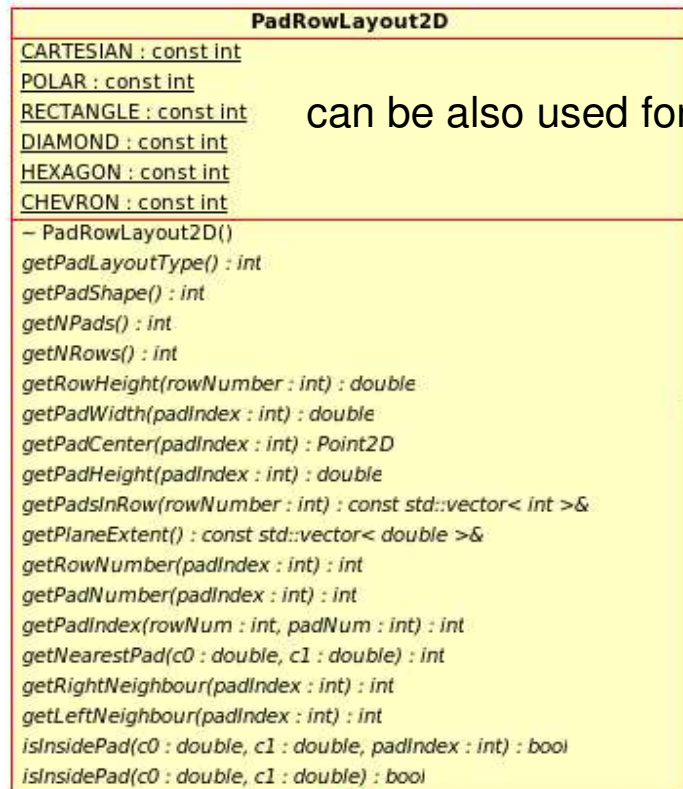 PadRowLayout2D
CARTESIAN : const int
POLAR : const int
RECTANGLE : const int
can be also used for
DIAMOND : const int
HEXAGON : const int
CHEVRON : const int
~ PadRowLayout2D()
getPadLayoutType() : int
getPadShape() : int
getNPads() : int
getNRows() : int
getRowHeight(rowNumber : int) : double
getPadWidth(padIndex : int) : double
getPadCenter(padIndex : int) : Point2D
getPadHeight(padIndex : int) : double
getPadsInRow(rowNumber : int) : const std::vector< int >&
getPlaneExtent() : const std::vector< double >&
getRowNumber(padIndex : int) : int
getPadNumber(padIndex : int) : int
getPadIndex(rowNum : int, padNum : int) : int
getNearestPad(c0 : double, c1 : double) : int
getRightNeighbour(padIndex : int) : int
getLeftNeighbour(padIndex : int) : int
isInsidePad(c0 : double, c1 : double, padIndex : int) : bool
isInsidePad(c0 : double, c1 : double) : bool